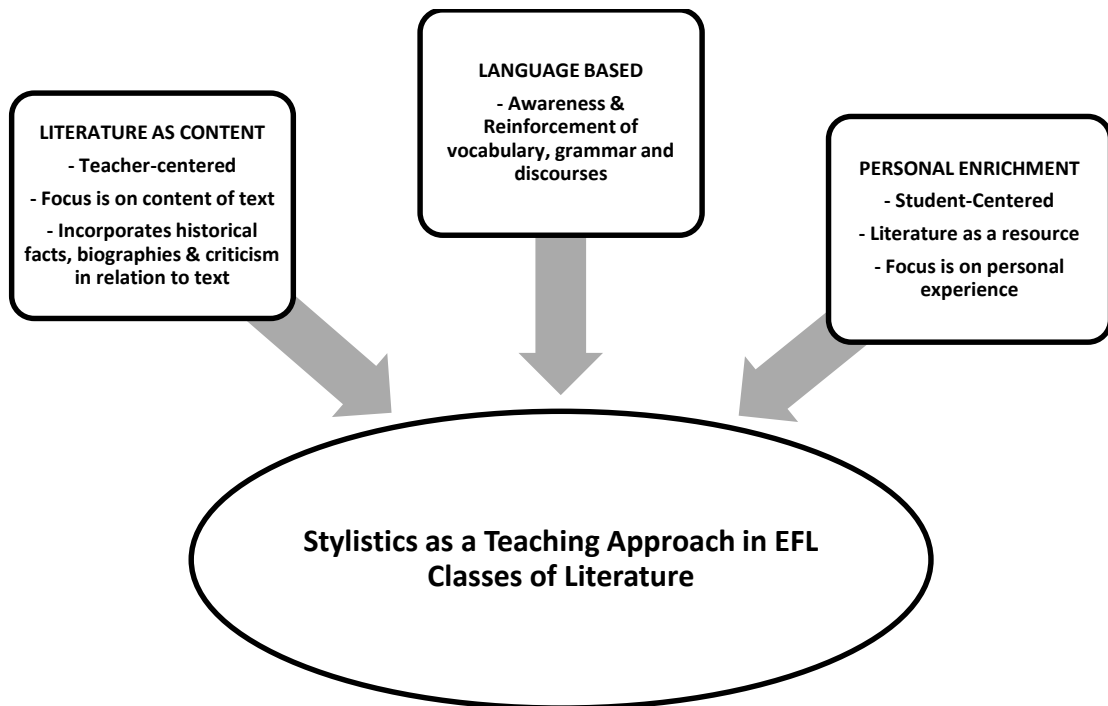 LITERATURE AS CONTENT
- Teacher-centered
- Focus is on content of text
- Incorporates historical
facts, biographies & criticism
in relation to text
LANGUAGE BASED
- Awareness &
Reinforcement of
vocabulary, grammar and
discourses
PERSONAL ENRICHMENT
- Student-Centered
- Literature as a resource
- Focus is on personal
experience
Stylistics as a Teaching Approach in EFL
Classes of Literature